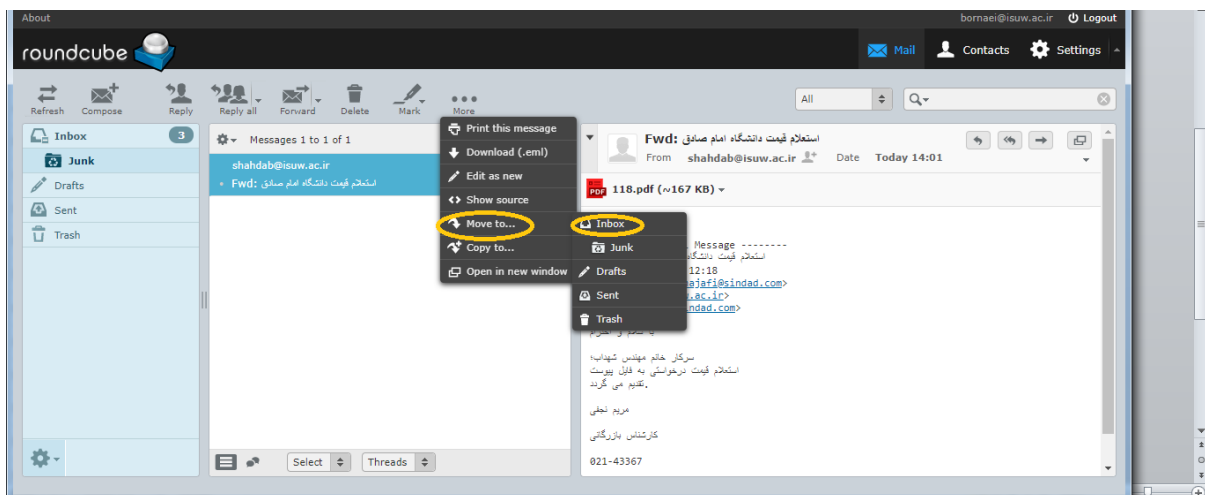 About
bornaei@isuw.ac.ir
Logout
roundcube
Mail
Contacts
Settings
Refresh
Compose
Reply
Reply all
Forward
Delete
Mark
More
All
Inbox
3
Junk
Drafts
Sent
Trash
Messages 1 to 1 of 1
shahdab@isuw.ac.ir
Fwd: استعلام قیمت دانشگاه امام صادق
Print this message
Download (.eml)
Edit as new
Show source
Move to...
Copy to...
Open in new window
Inbox
Junk
Drafts
Sent
Trash
Fwd: استعلام قیمت دانشگاه امام صادق
From shahdab@isuw.ac.ir Date Today 14:01
PDF 118.pdf (~167 KB)
Message --------
استعلام قیمت
12:18
ajafi@sindad.com>
.ac.ir>
ndad.com>
با سلام و احترام
سرکار خانم مهندس شهداب؛
استعلام قیمت درخواستی به فایل پیوست
تقدیم می گردد.
مریم نجفی
کارشناس بازرگانی
021-43367
Select
Threads